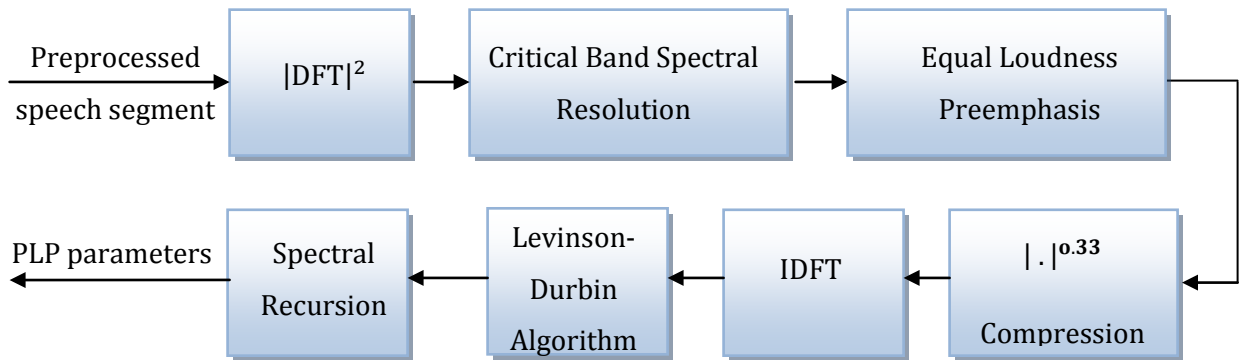 Preprocessed
speech segment
|DFT|²
Critical Band Spectral
Resolution
Equal Loudness
Preemphasis
|.|⁰·³³
Compression
IDFT
Levinson-
Durbin
Algorithm
Spectral
Recursion
PLP parameters